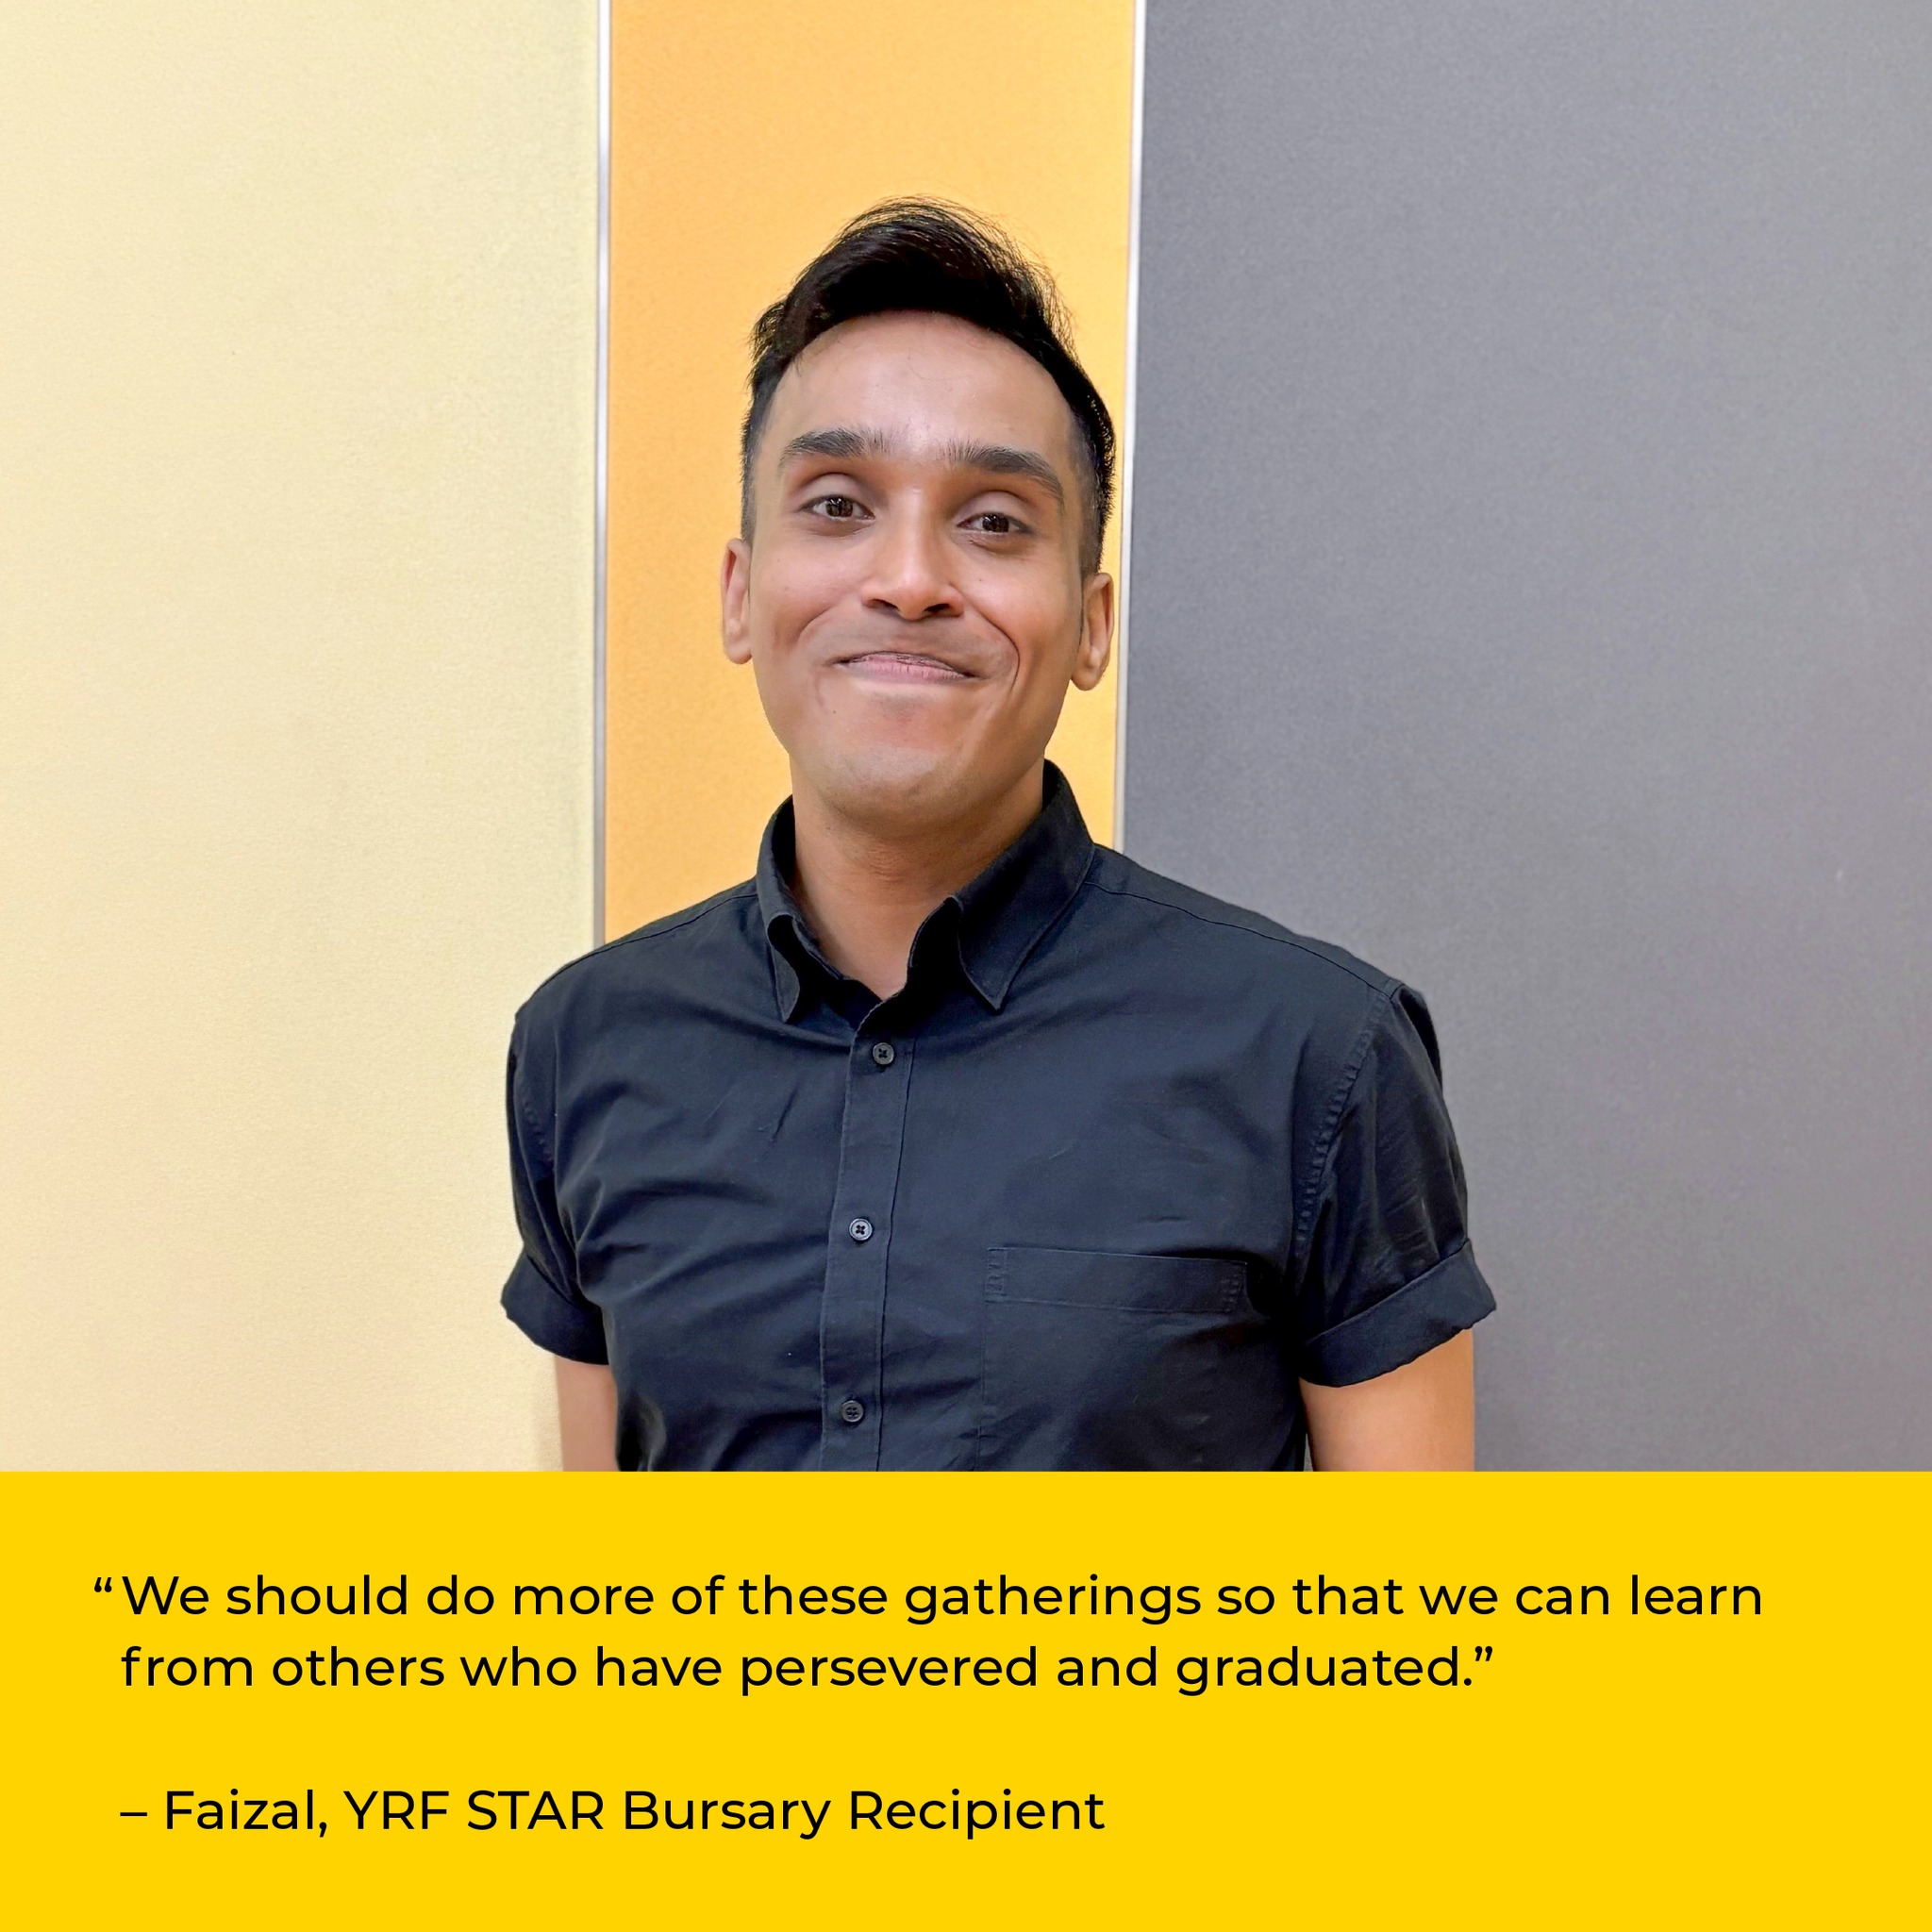 “We should do more of these gatherings so that we can learn
from others who have persevered and graduated.”
– Faizal, YRF STAR Bursary Recipient